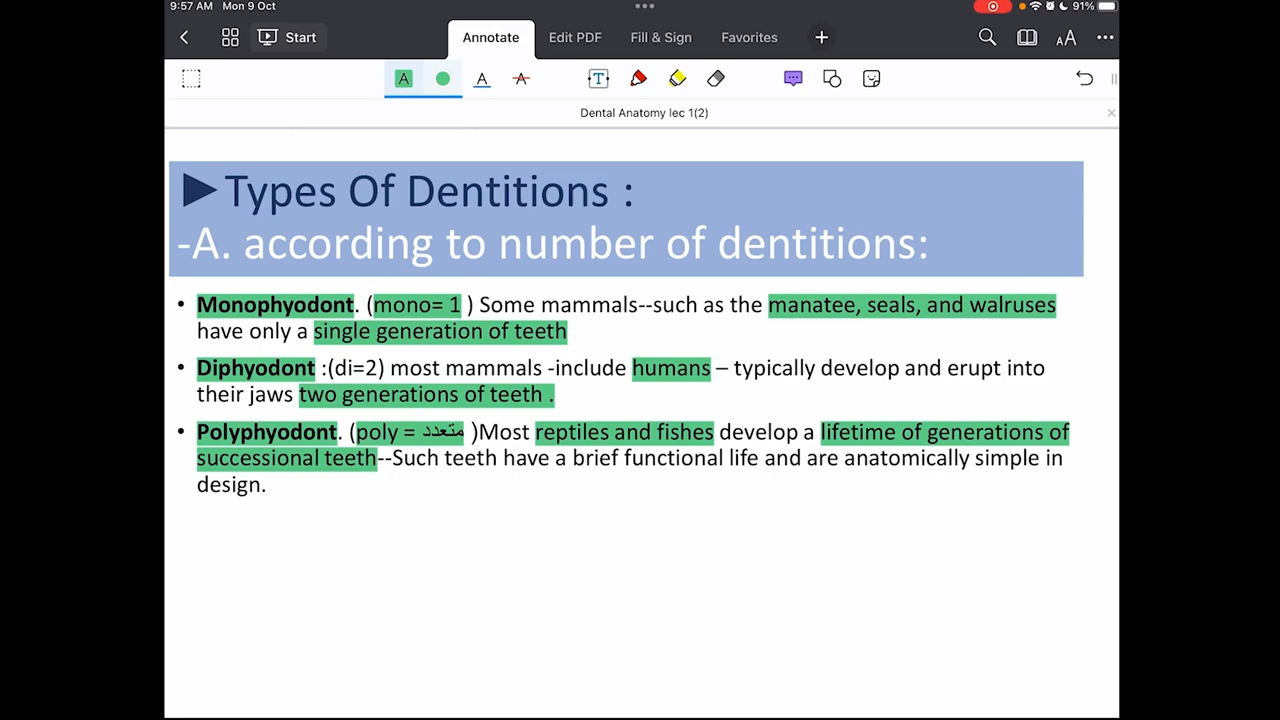 9:57 AM Mon 9 Oct
91%
Start
Annotate
Edit PDF
Fill & Sign
Favorites
Dental Anatomy lec 1(2)
►Types Of Dentitions :
-A. according to number of dentitions:
• Monophyodont. (mono= 1 ) Some mammals--such as the manatee, seals, and walruses
have only a single generation of teeth
• Diphyodont :(di=2) most mammals -include humans – typically develop and erupt into
their jaws two generations of teeth .
• Polyphyodont. (poly = متعدد )Most reptiles and fishes develop a lifetime of generations of
successional teeth--Such teeth have a brief functional life and are anatomically simple in
design.